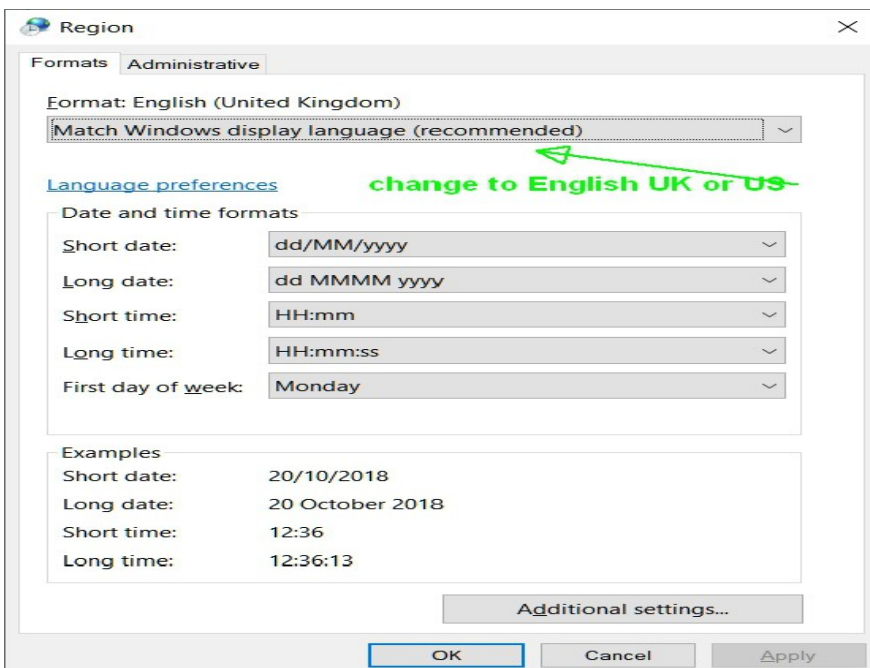 Region
Formats Administrative
Format: English (United Kingdom)
Match Windows display language (recommended)
Language preferences change to English UK or US
Date and time formats
Short date: dd/MM/yyyy
Long date: dd MMMM yyyy
Short time: HH:mm
Long time: HH:mm:ss
First day of week: Monday
Examples
Short date: 20/10/2018
Long date: 20 October 2018
Short time: 12:36
Long time: 12:36:13
Additional settings...
OK Cancel Apply